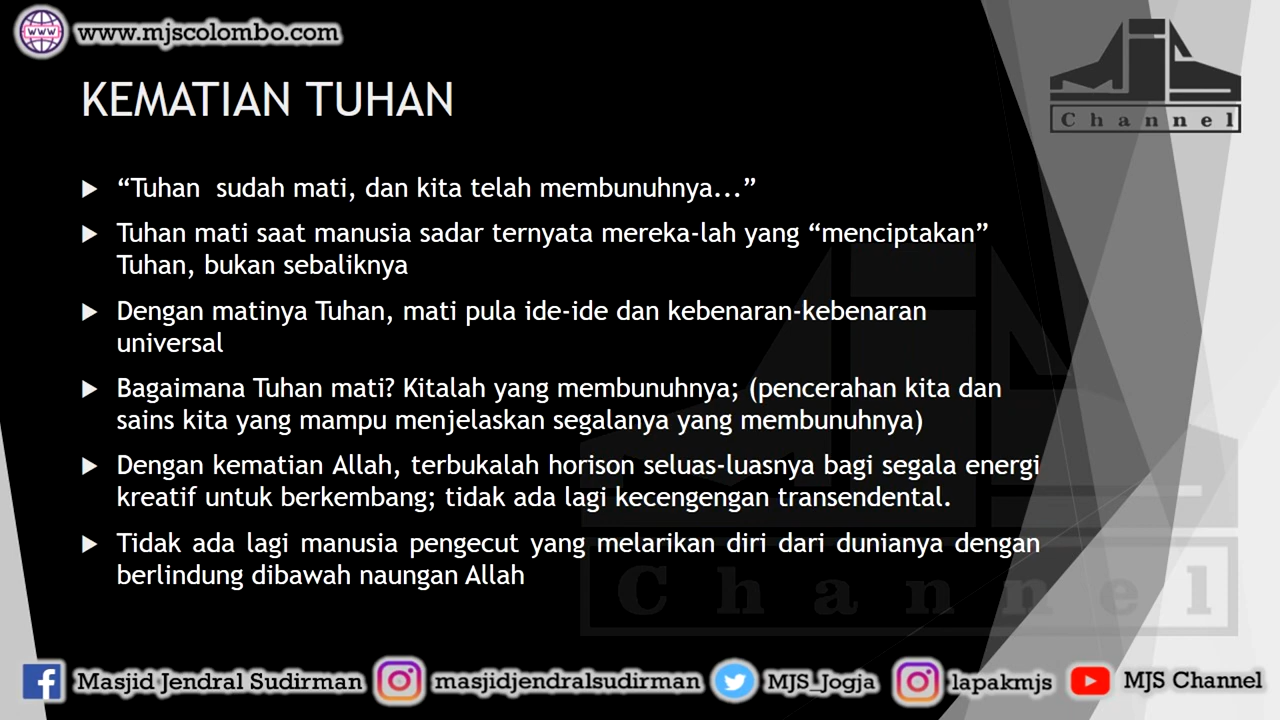 www.mjscolombo.com
MJS
Channel
KEMATIAN TUHAN
“Tuhan  sudah mati, dan kita telah membunuhnya...”
Tuhan mati saat manusia sadar ternyata mereka-lah yang “menciptakan”
Tuhan, bukan sebaliknya
Dengan matinya Tuhan, mati pula ide-ide dan kebenaran-kebenaran
universal
Bagaimana Tuhan mati? Kitalah yang membunuhnya; (pencerahan kita dan
sains kita yang mampu menjelaskan segalanya yang membunuhnya)
Dengan kematian Allah, terbukalah horison seluas-luasnya bagi segala energi
kreatif untuk berkembang; tidak ada lagi kecengengan transendental.
Tidak ada lagi manusia pengecut yang melarikan diri dari dunianya dengan
berlindung dibawah naungan Allah
MJS
Channel
Masjid Jendral Sudirman
masjidjendralsudirman
MJS_Jogja
lapakmjs
MJS Channel